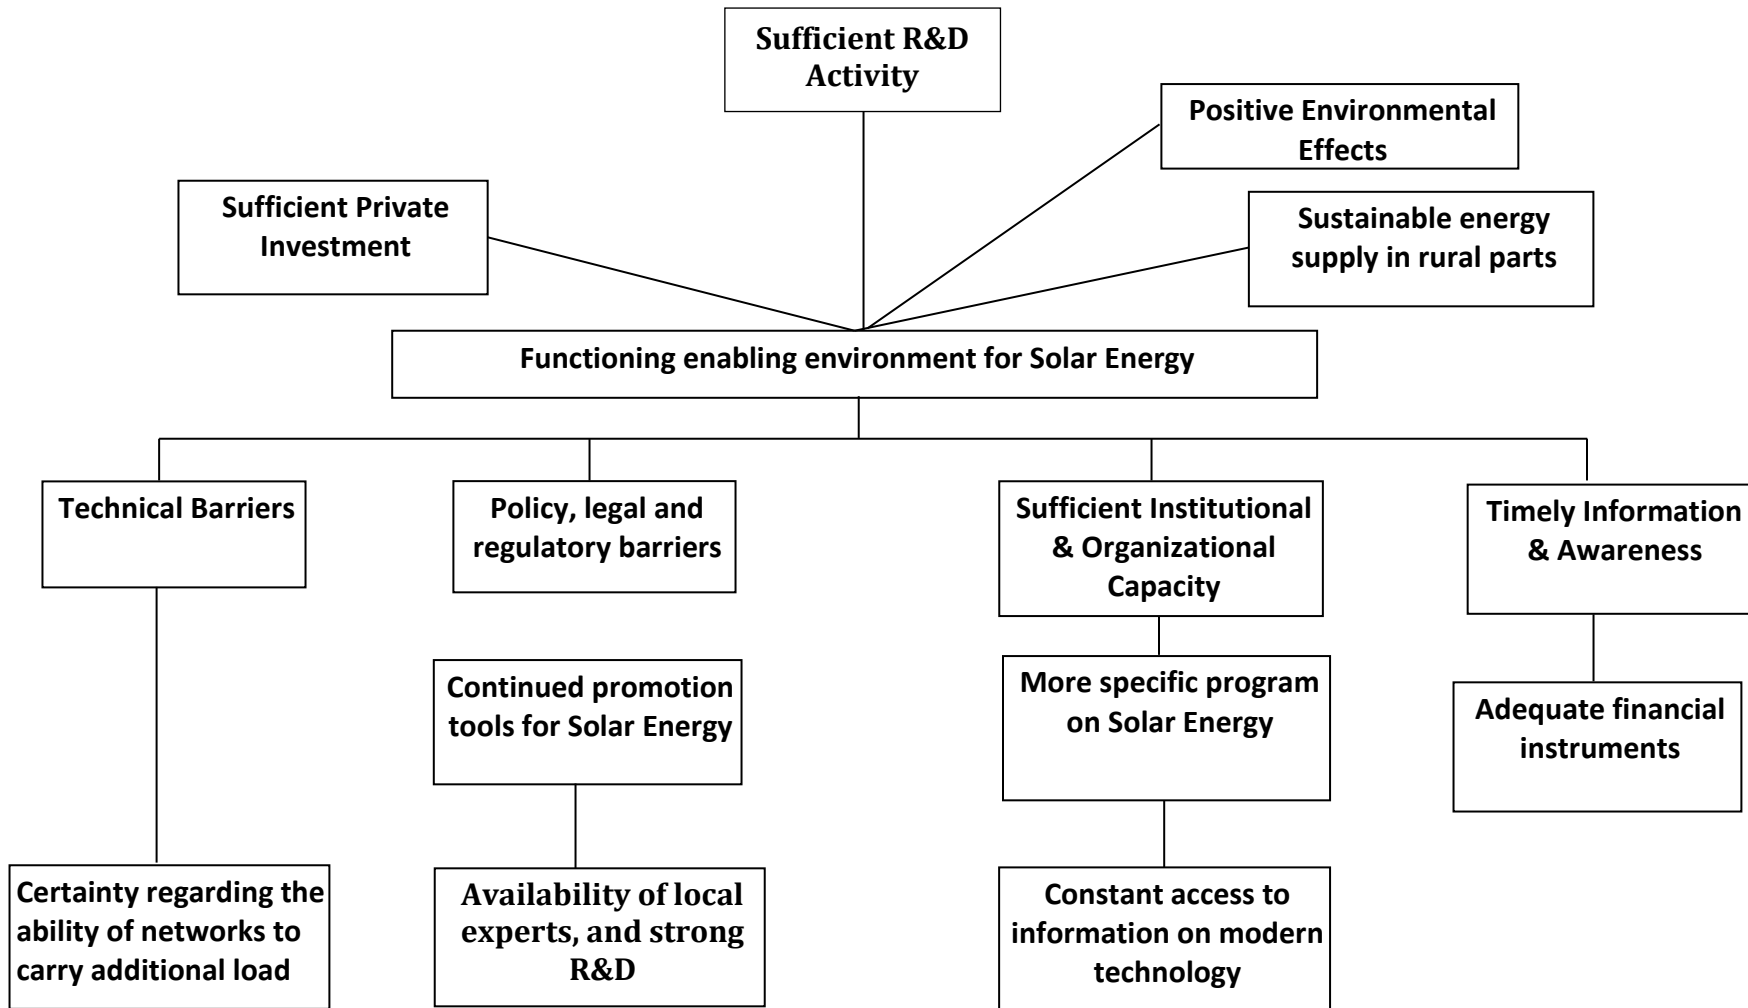 Sufficient R&D
Activity
Positive Environmental
Effects
Sufficient Private
Investment
Sustainable energy
supply in rural parts
Functioning enabling environment for Solar Energy
Technical Barriers
Policy, legal and
regulatory barriers
Sufficient Institutional
& Organizational
Capacity
Timely Information
& Awareness
Continued promotion
tools for Solar Energy
More specific program
on Solar Energy
Adequate financial
instruments
Certainty regarding the
ability of networks to
carry additional load
Availability of local
experts, and strong
R&D
Constant access to
information on modern
technology